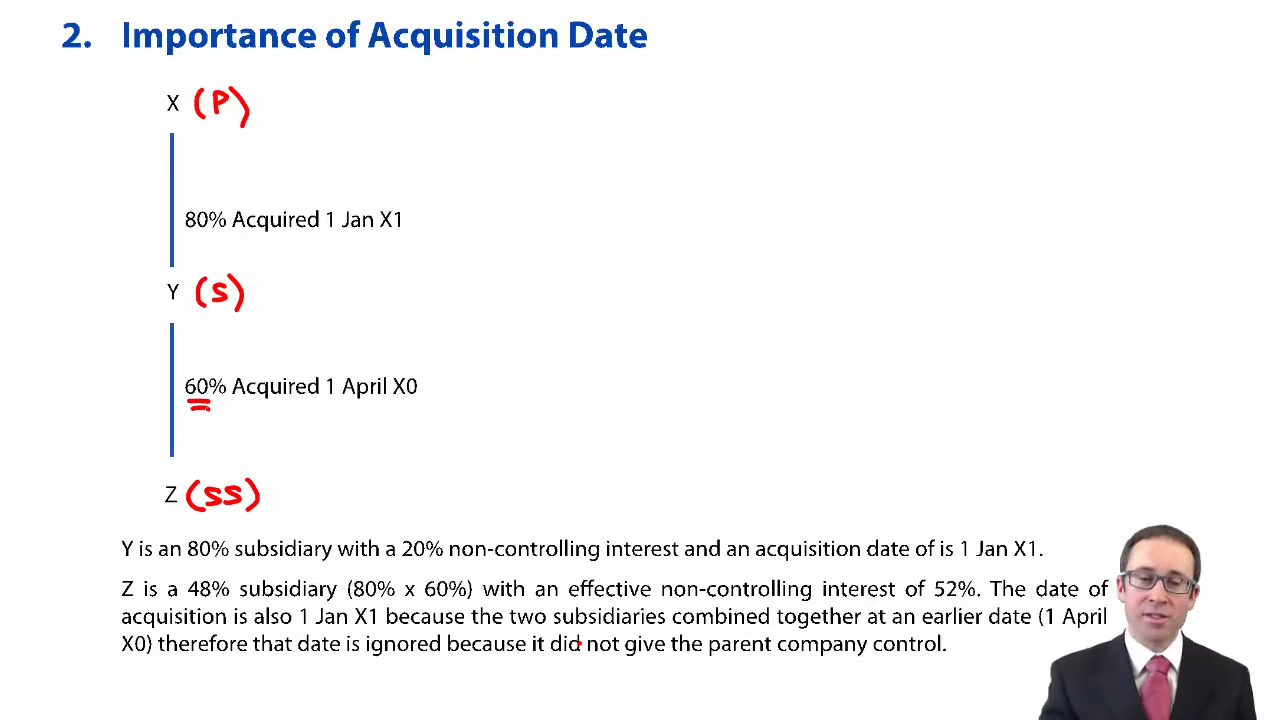 2. Importance of Acquisition Date
X (P)
80% Acquired 1 Jan X1
Y (S)
60% Acquired 1 April X0
Z (SS)
Y is an 80% subsidiary with a 20% non-controlling interest and an acquisition date of is 1 Jan X1.
Z is a 48% subsidiary (80% x 60%) with an effective non-controlling interest of 52%. The date of
acquisition is also 1 Jan X1 because the two subsidiaries combined together at an earlier date (1 April
X0) therefore that date is ignored because it did not give the parent company control.